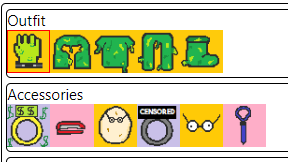 Outfit
Accessories
$ $
CENSORED